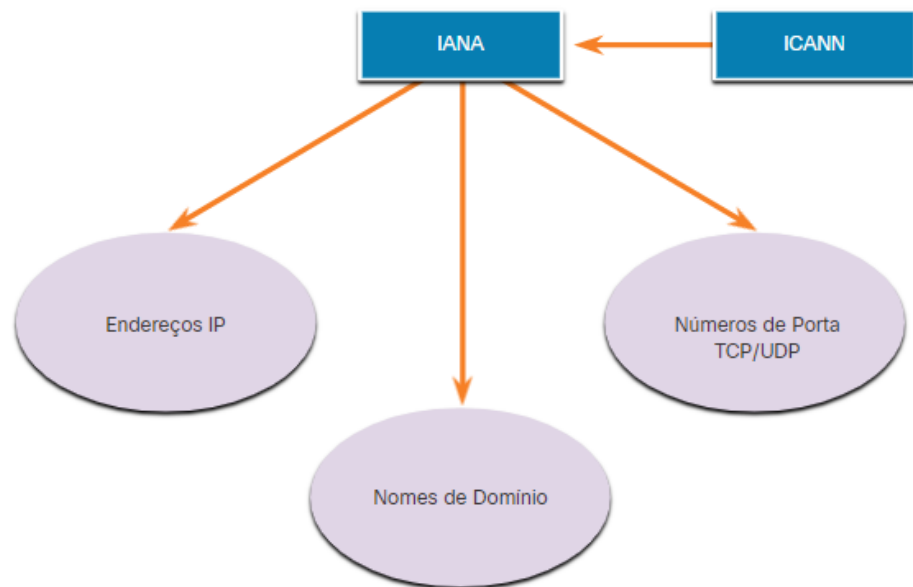 IANA
ICANN
Endereços IP
Números de Porta
TCP/UDP
Nomes de Domínio